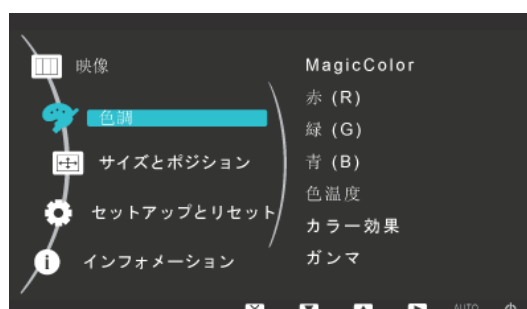 映像
色調
サイズとポジション
セットアップとリセット
インフォメーション
MagicColor
赤 (R)
緑 (G)
青 (B)
色温度
カラー効果
ガンマ
AUTO